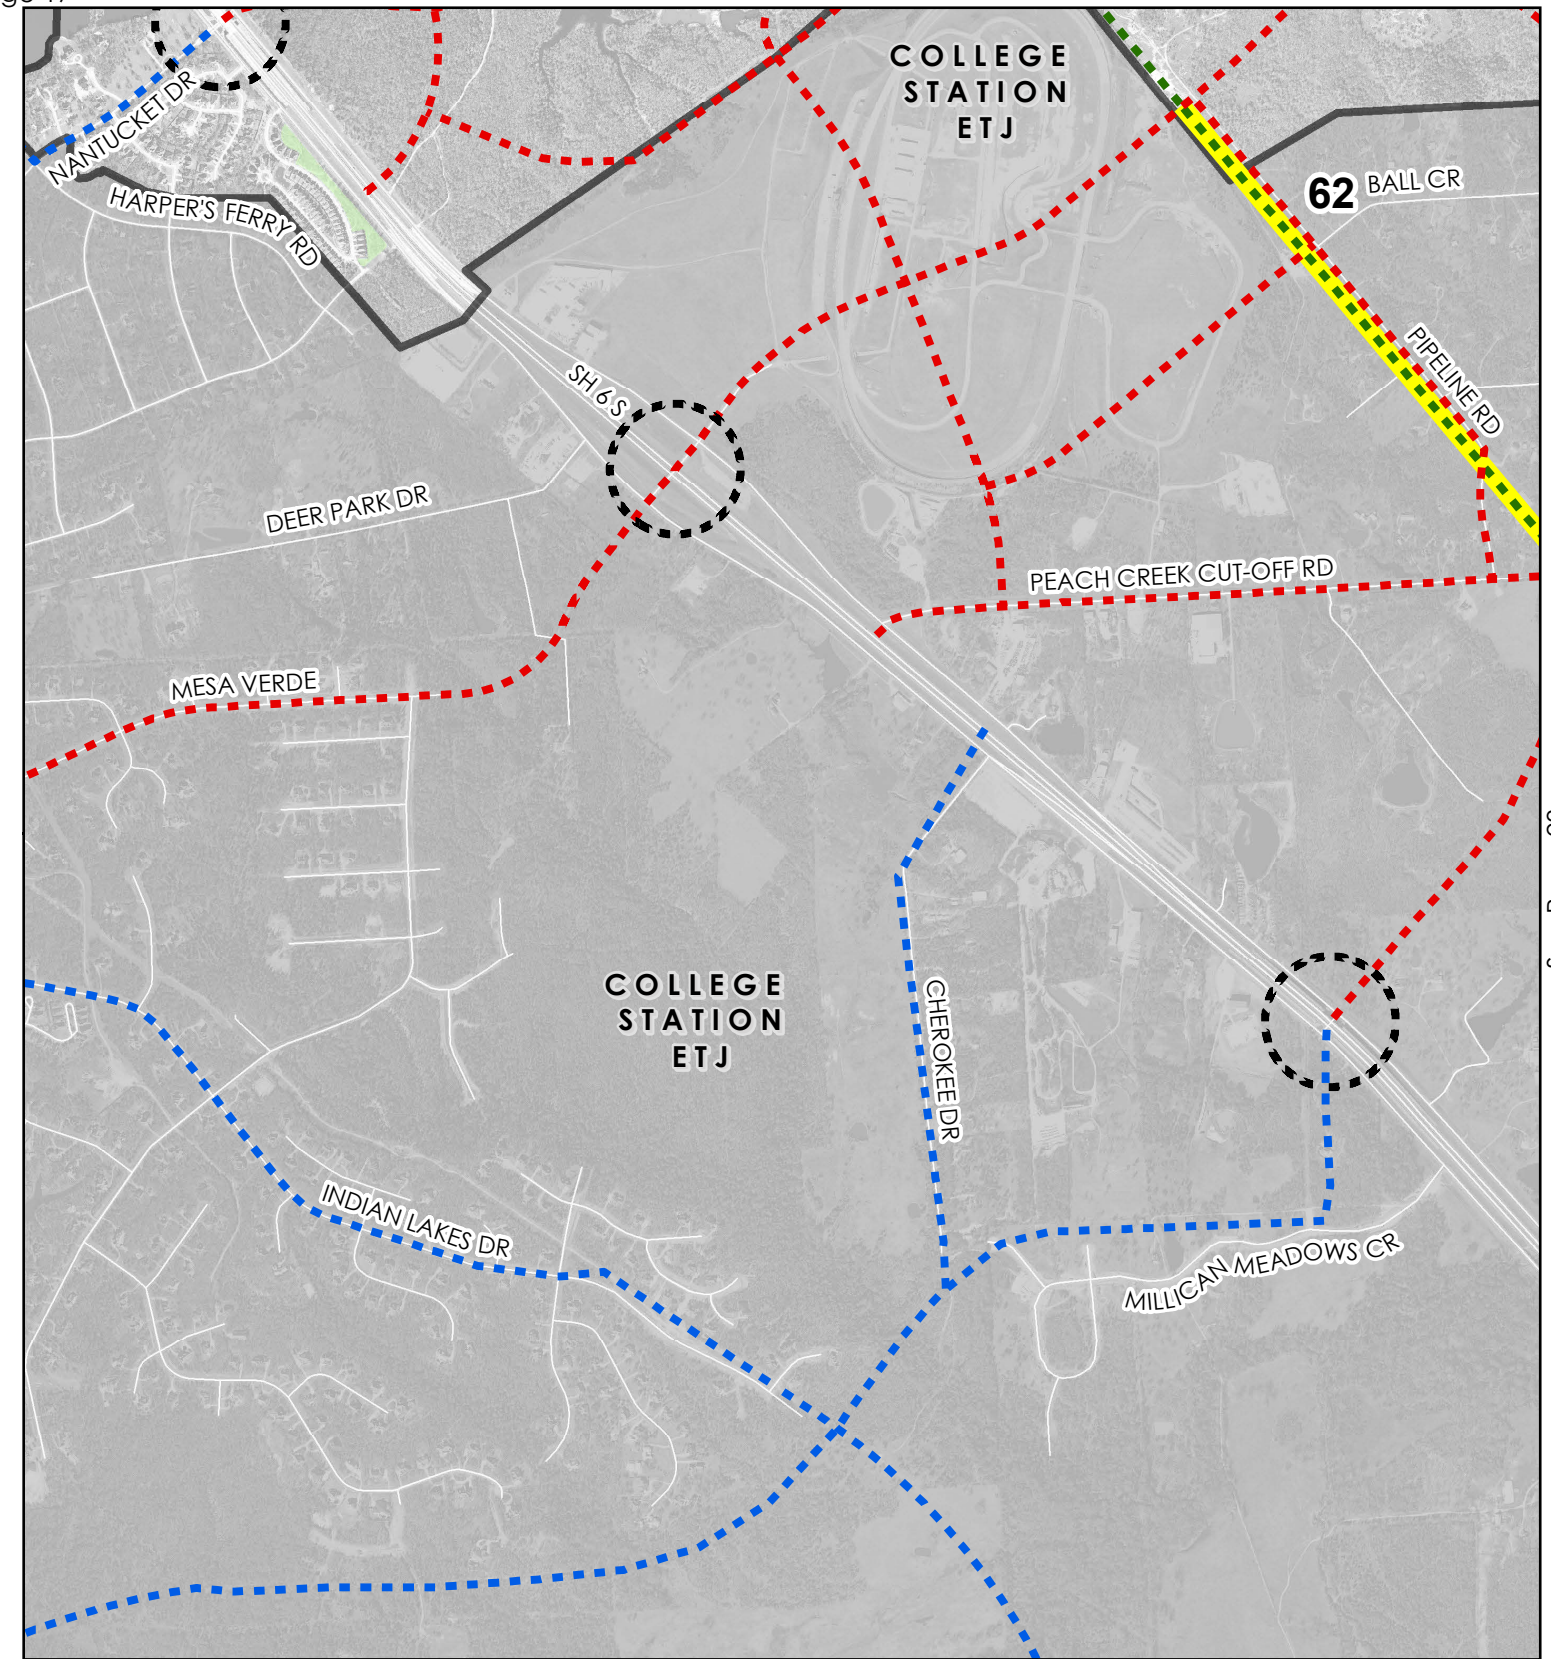 COLLEGE
STATION
ETJ
NANTUCKET DR
HARPER'S FERRY RD
62
BALL CR
PIPELINE RD
SH 6 S
DEER PARK DR
PEACH CREEK CUT-OFF RD
MESA VERDE
COLLEGE
STATION
ETJ
CHEROKEE DR
INDIAN LAKES DR
MILLICAN MEADOWS CR